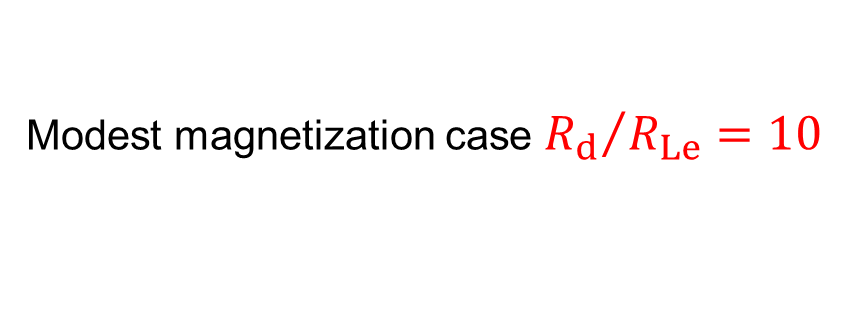 Modest magnetization case R_d/R_Le = 10